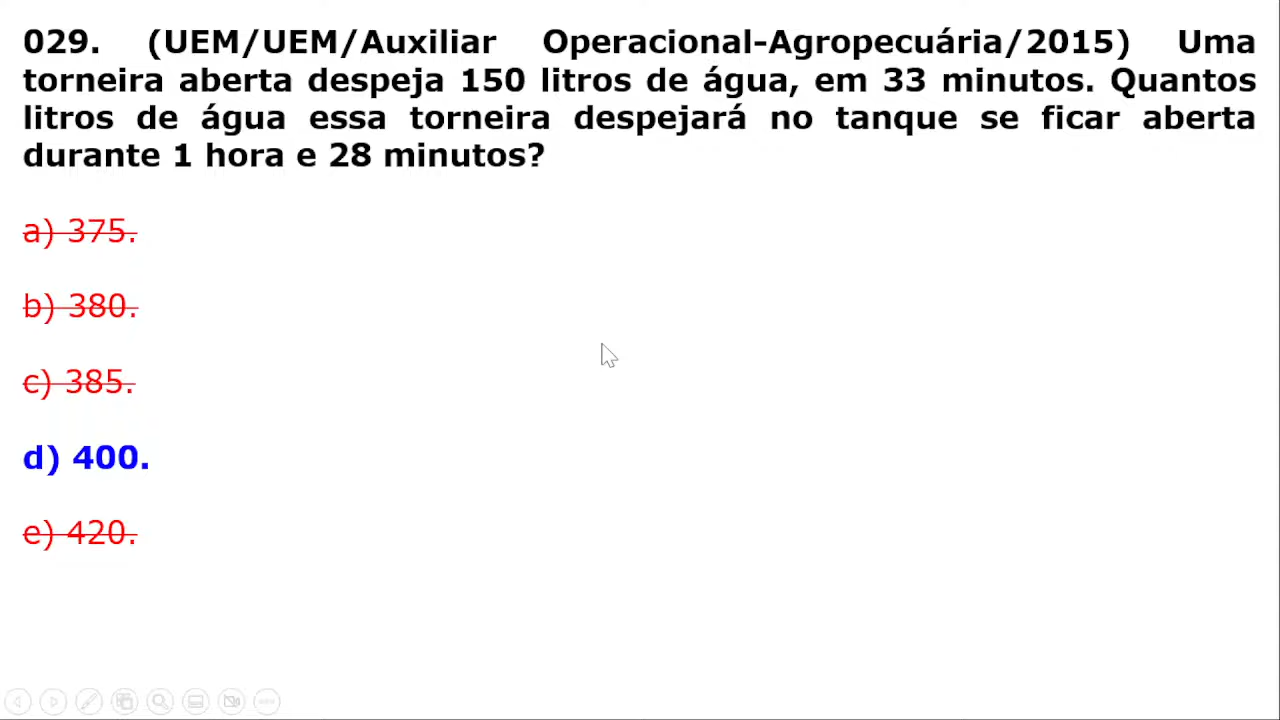 029. (UEM/UEM/Auxiliar Operacional-Agropecuária/2015) Uma
torneira aberta despeja 150 litros de água, em 33 minutos. Quantos
litros de água essa torneira despejará no tanque se ficar aberta
durante 1 hora e 28 minutos?
a) 375.
b) 380.
c) 385.
d) 400.
e) 420.